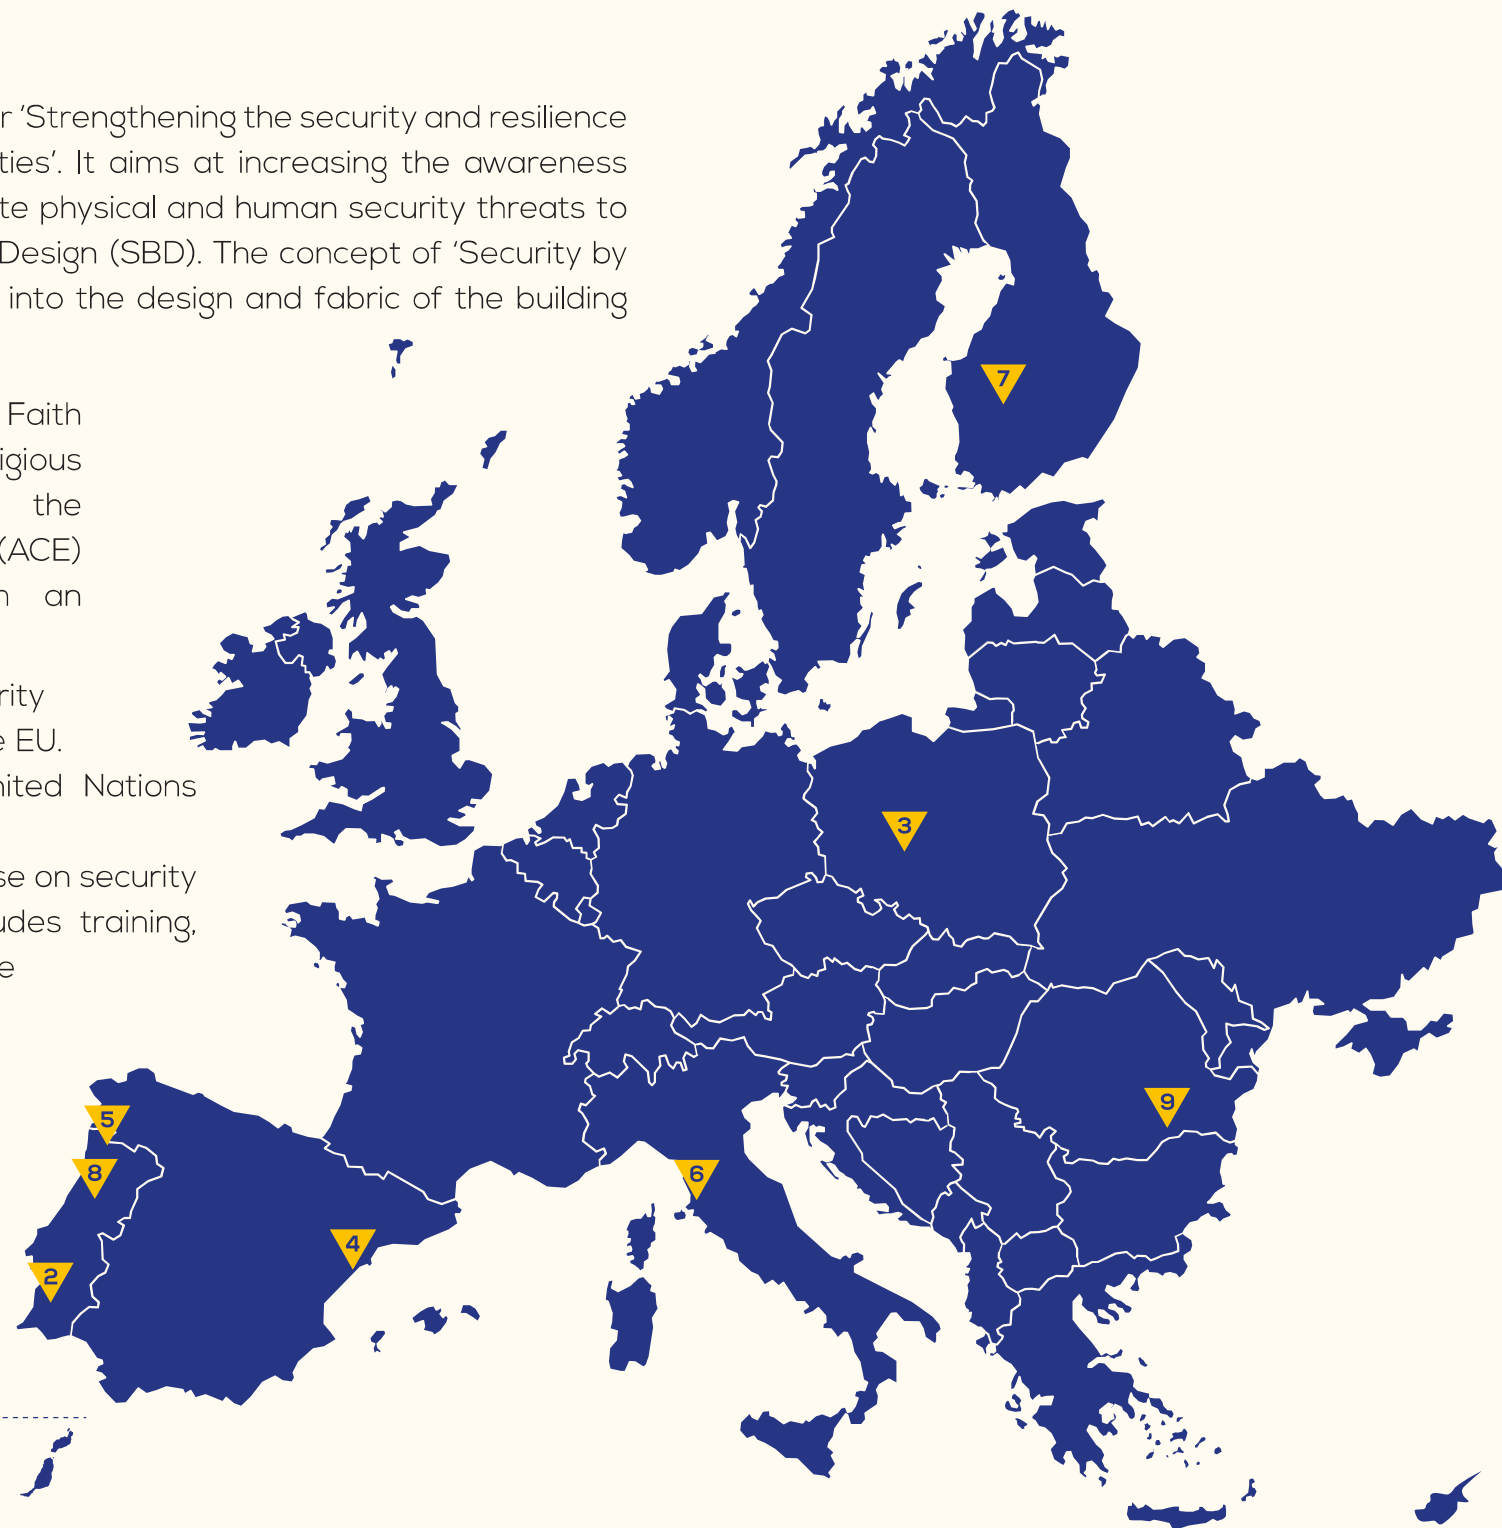 r ‘Strengthening the security and resilience
ties’. It aims at increasing the awareness
te physical and human security threats to
Design (SBD). The concept of ‘Security by
into the design and fabric of the building
Faith
igious
the
(ACE)
n an
rity
e EU.
nited Nations
se on security
udes training,
e
7
3
9
5
8
6
4
2